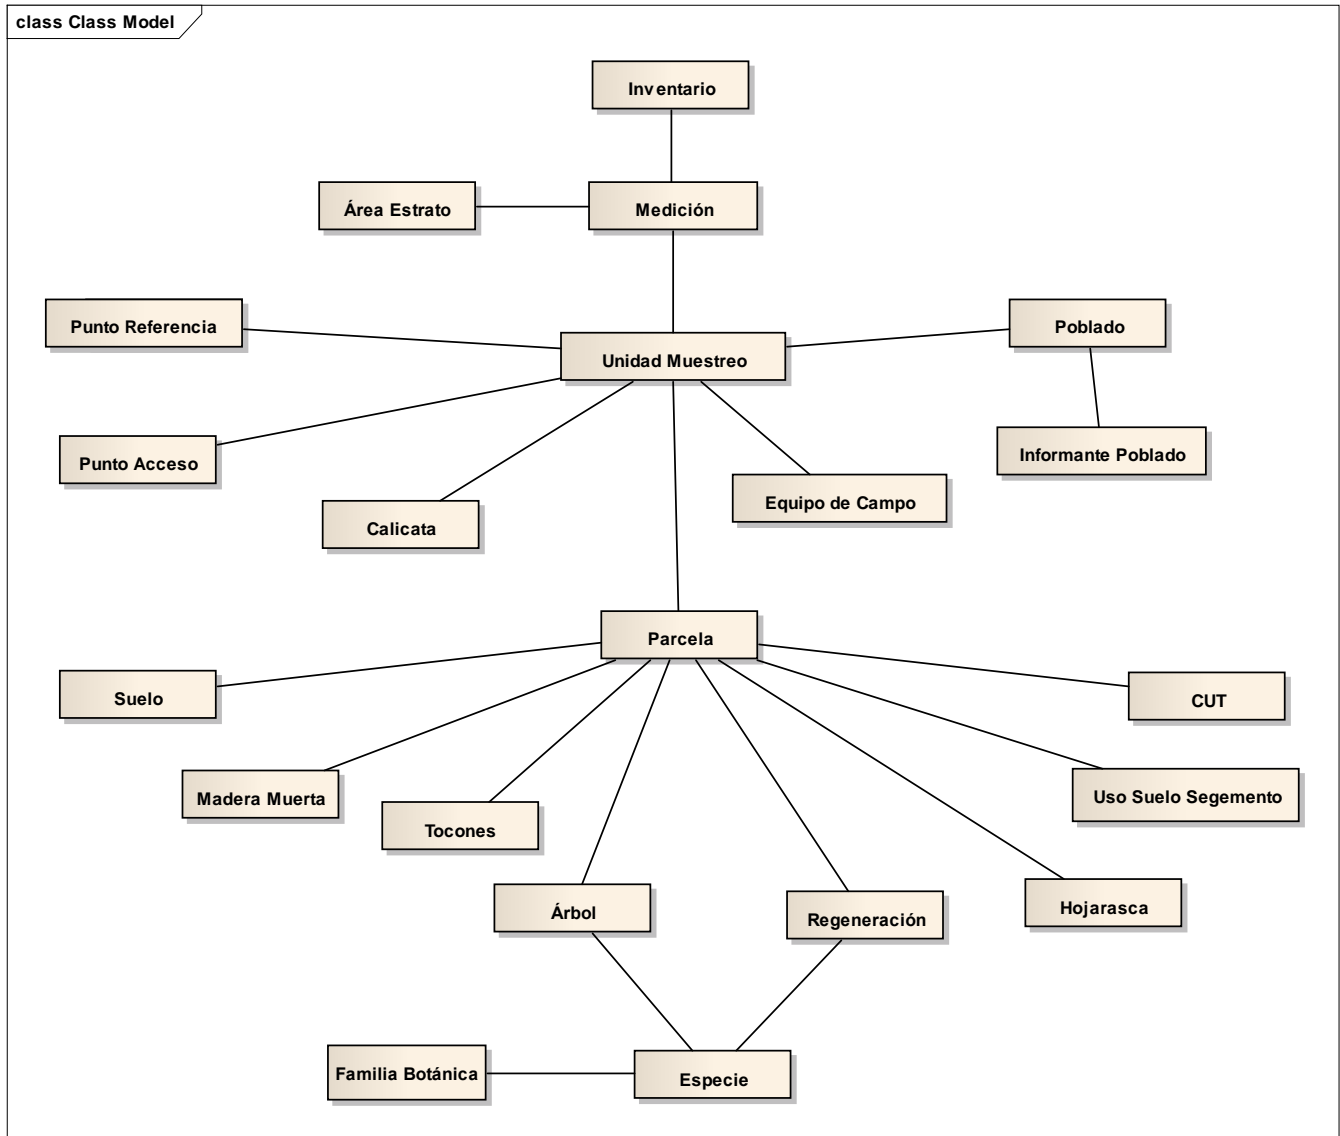 class Class Model
Inventario
Área Estrato
Medición
Punto Referencia
Unidad Muestreo
Poblado
Punto Acceso
Informante Poblado
Calicata
Equipo de Campo
Parcela
Suelo
CUT
Madera Muerta
Uso Suelo Segemento
Tocones
Árbol
Regeneración
Hojarasca
Familia Botánica
Especie